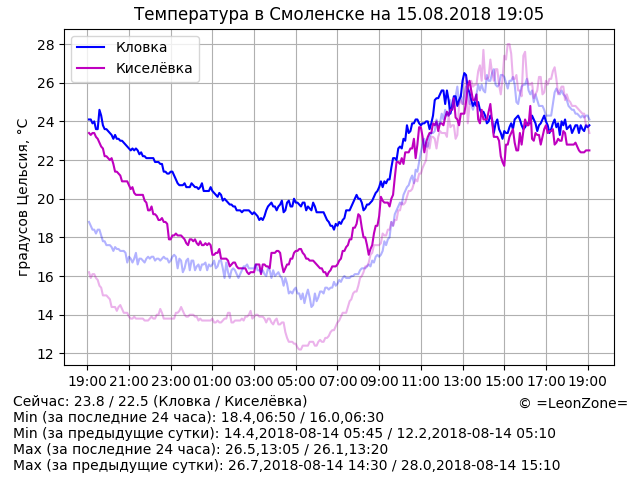 Температура в Смоленске на 15.08.2018 19:05
градусов Цельсия, °C
28
26
24
22
20
18
16
14
12
Кловка
Киселёвка
19:00 21:00 23:00 01:00 03:00 05:00 07:00 09:00 11:00 13:00 15:00 17:00 19:00
Сейчас: 23.8 / 22.5 (Кловка / Киселёвка)
© =LeonZone=
Min (за последние 24 часа): 18.4,06:50 / 16.0,06:30
Min (за предыдущие сутки): 14.4,2018-08-14 05:45 / 12.2,2018-08-14 05:10
Max (за последние 24 часа): 26.5,13:05 / 26.1,13:20
Max (за предыдущие сутки): 26.7,2018-08-14 14:30 / 28.0,2018-08-14 15:10